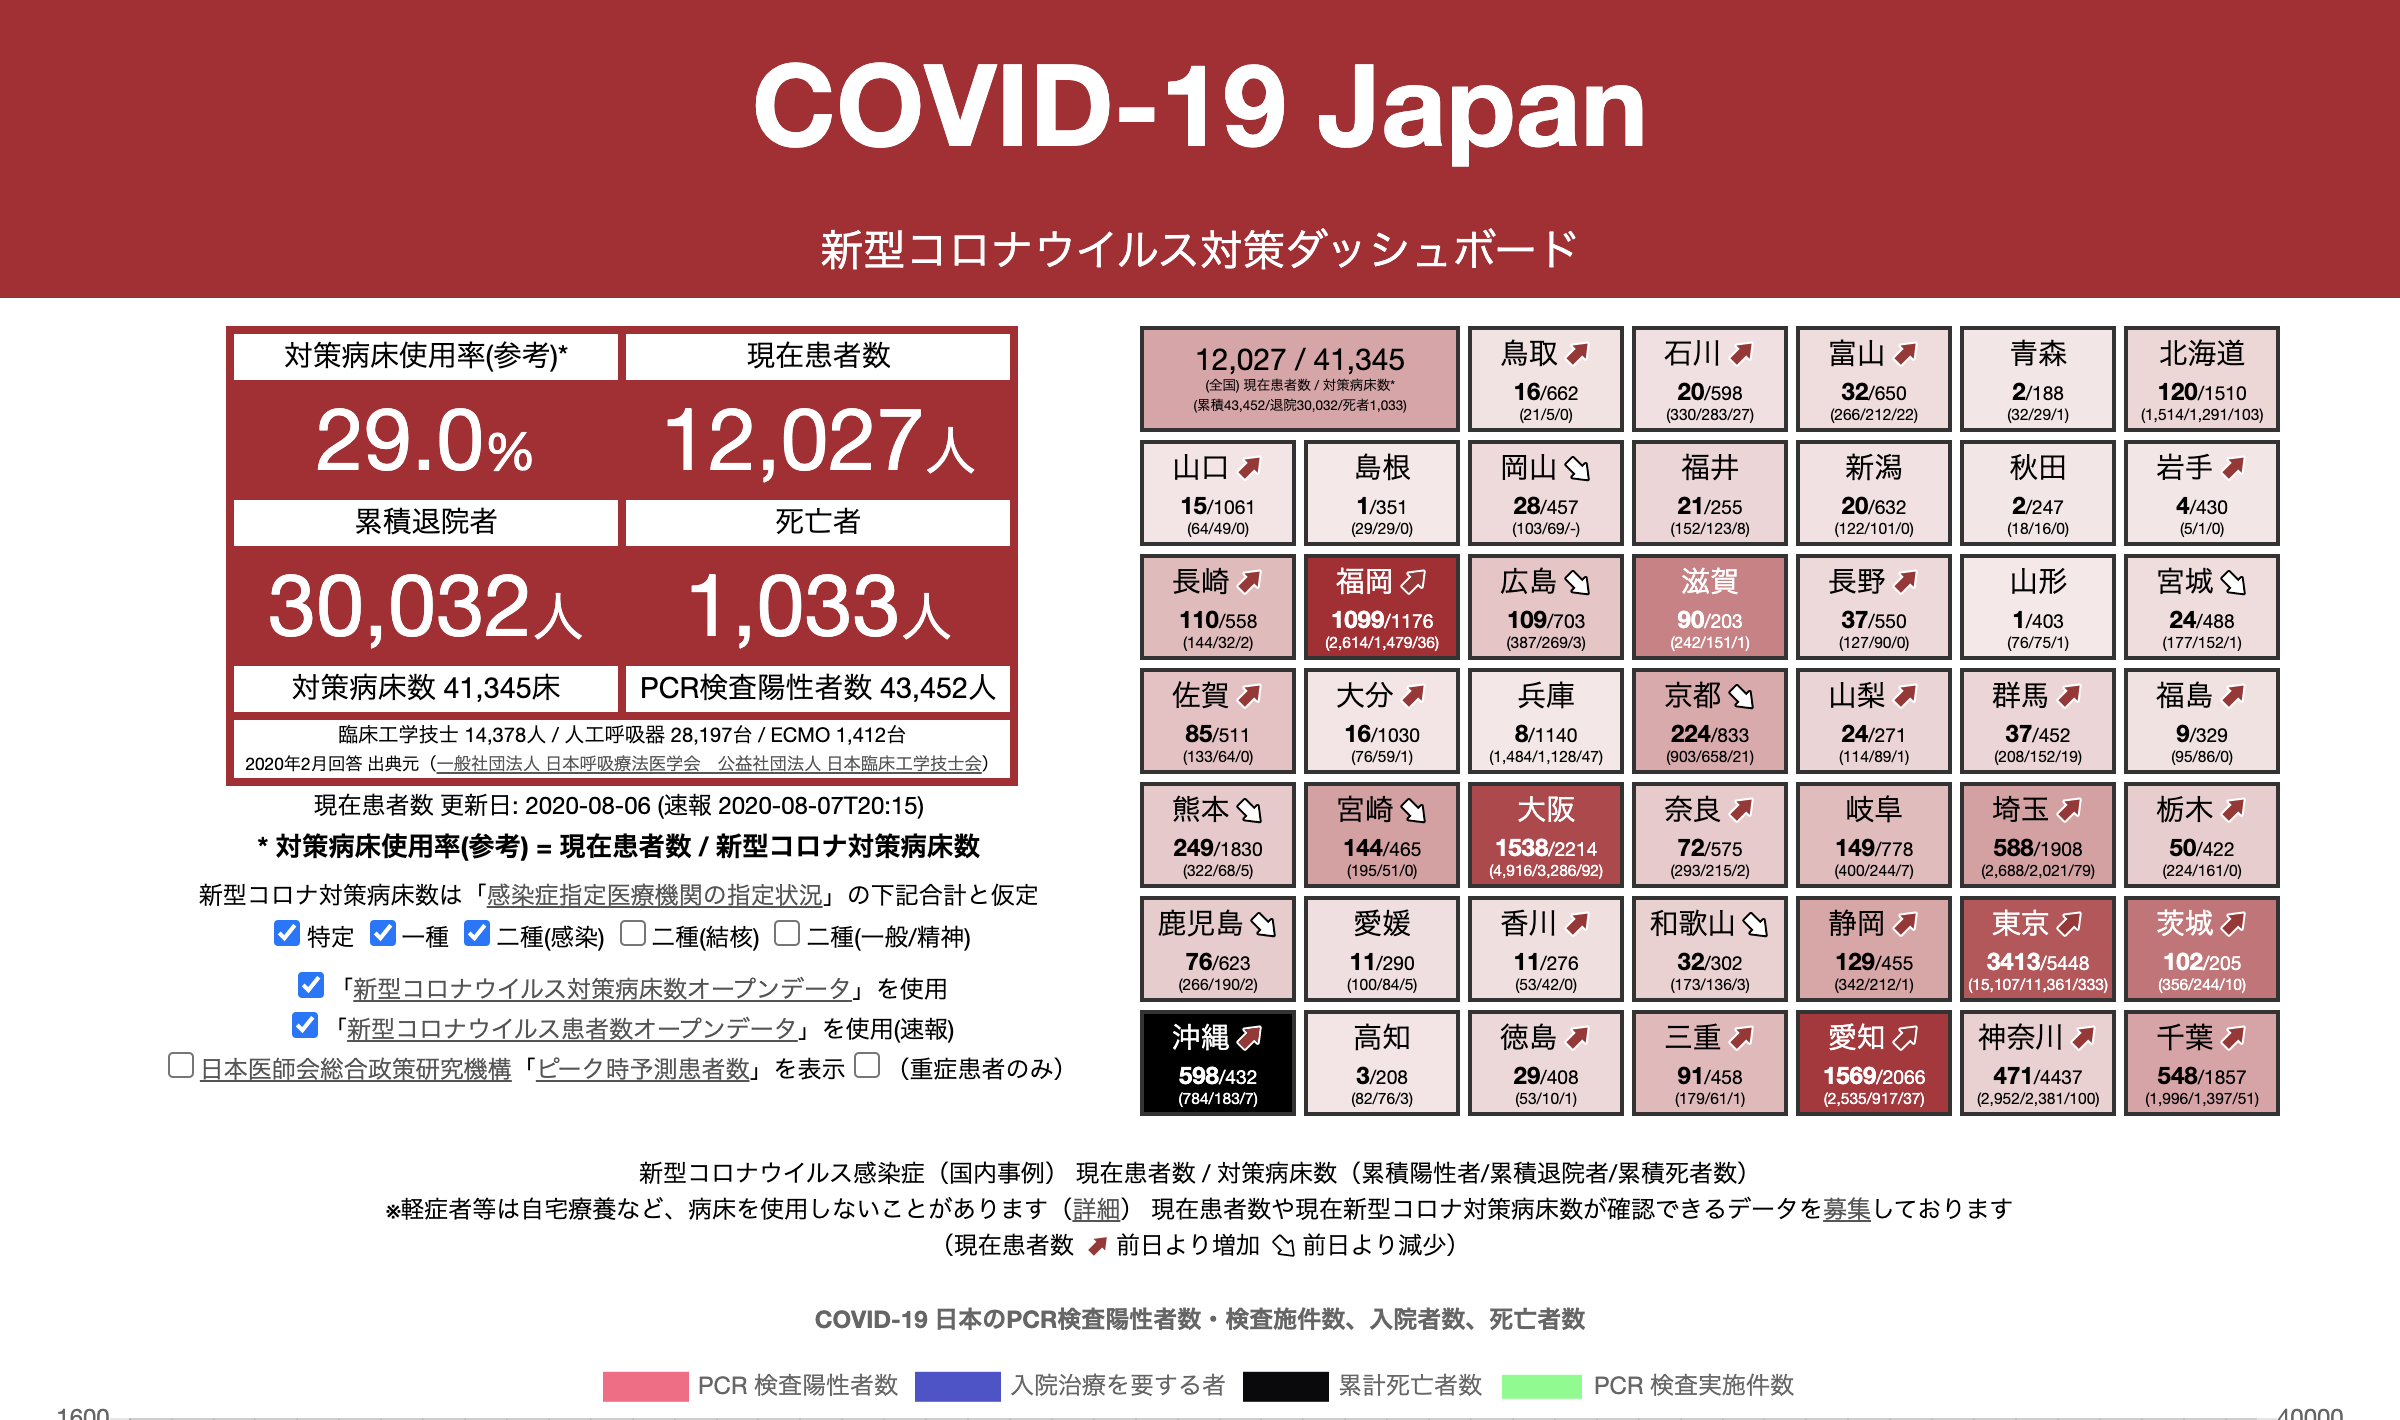 COVID-19 Japan
新型コロナウイルス対策ダッシュボード
対策病床使用率(参考)*
現在患者数
29.0%
12,027人
累積退院者
死亡者
30,032人
1,033人
対策病床数 41,345床
PCR検査陽性者数 43,452人
臨床工学技士 14,378人 / 人工呼吸器 28,197台 / ECMO 1,412台
2020年2月回答 出典元（一般社団法人 日本呼吸療法医学会　公益社団法人 日本臨床工学技士会）
現在患者数 更新日: 2020-08-06 (速報 2020-08-07T20:15)
* 対策病床使用率(参考) = 現在患者数 / 新型コロナ対策病床数
新型コロナ対策病床数は「感染症指定医療機関の指定状況」の下記合計と仮定
特定 一種 二種(感染) 二種(結核) 二種(一般/精神)
「新型コロナウイルス対策病床数オープンデータ」を使用
「新型コロナウイルス患者数オープンデータ」を使用(速報)
日本医師会総合政策研究機構「ピーク時予測患者数」を表示 （重症患者のみ）
12,027 / 41,345
(全国) 現在患者数 / 対策病床数*
(累積43,452/退院30,032/死者1,033)
鳥取
16/662
(21/5/0)
石川
20/598
(330/283/27)
富山
32/650
(266/212/22)
青森
2/188
(32/29/1)
北海道
120/1510
(1,514/1,291/103)
山口
15/1061
(64/49/0)
島根
1/351
(29/29/0)
岡山
28/457
(103/69/-)
福井
21/255
(152/123/8)
新潟
20/632
(122/101/0)
秋田
2/247
(18/16/0)
岩手
4/430
(5/1/0)
長崎
110/558
(144/32/2)
福岡
1099/1176
(2,614/1,479/36)
広島
109/703
(387/269/3)
滋賀
90/203
(242/151/1)
長野
37/550
(127/90/0)
山形
1/403
(76/75/1)
宮城
24/488
(177/152/1)
佐賀
85/511
(133/64/0)
大分
16/1030
(76/59/1)
兵庫
8/1140
(1,484/1,128/47)
京都
224/833
(903/658/21)
山梨
24/271
(114/89/1)
群馬
37/452
(208/152/19)
福島
9/329
(95/86/0)
熊本
249/1830
(322/68/5)
宮崎
144/465
(195/51/0)
大阪
1538/2214
(4,916/3,286/92)
奈良
72/575
(293/215/2)
岐阜
149/778
(400/244/7)
埼玉
588/1908
(2,688/2,021/79)
栃木
50/422
(224/161/0)
鹿児島
76/623
(266/190/2)
愛媛
11/290
(100/84/5)
香川
11/276
(53/42/0)
和歌山
32/302
(173/136/3)
静岡
129/455
(342/212/1)
東京
3413/5448
(15,107/11,361/333)
茨城
102/205
(356/244/10)
沖縄
598/432
(784/183/7)
高知
3/208
(82/76/3)
徳島
29/408
(53/10/1)
三重
91/458
(179/61/1)
愛知
1569/2066
(2,535/917/37)
神奈川
471/4437
(2,952/2,381/100)
千葉
548/1857
(1,996/1,397/51)
新型コロナウイルス感染症（国内事例） 現在患者数 / 対策病床数（累積陽性者/累積退院者/累積死者数）
※軽症者等は自宅療養など、病床を使用しないことがあります（詳細） 現在患者数や現在新型コロナ対策病床数が確認できるデータを募集しております
（現在患者数 前日より増加 前日より減少）
COVID-19 日本のPCR検査陽性者数・検査施件数、入院者数、死亡者数
PCR 検査陽性者数 入院治療を要する者 累計死亡者数 PCR 検査実施件数
1600
40000